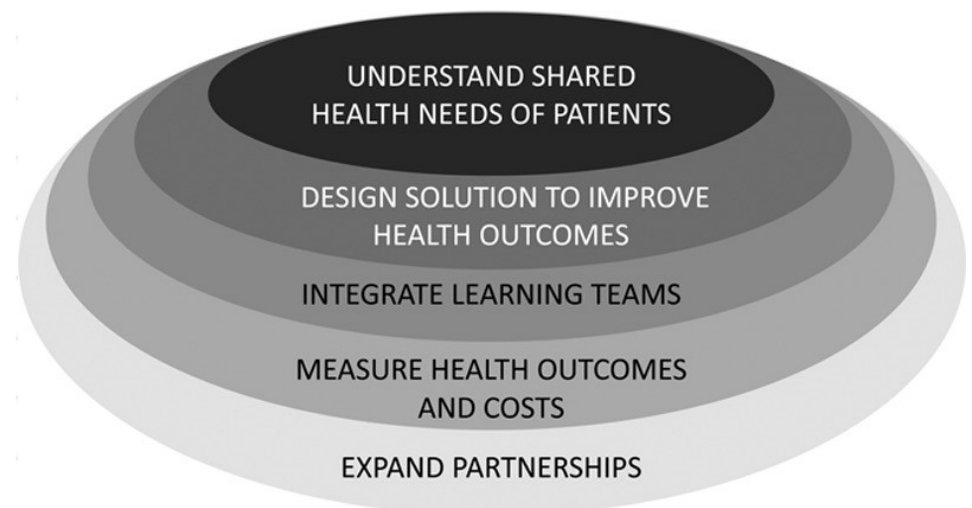 UNDERSTAND SHARED
HEALTH NEEDS OF PATIENTS
DESIGN SOLUTION TO IMPROVE
HEALTH OUTCOMES
INTEGRATE LEARNING TEAMS
MEASURE HEALTH OUTCOMES
AND COSTS
EXPAND PARTNERSHIPS